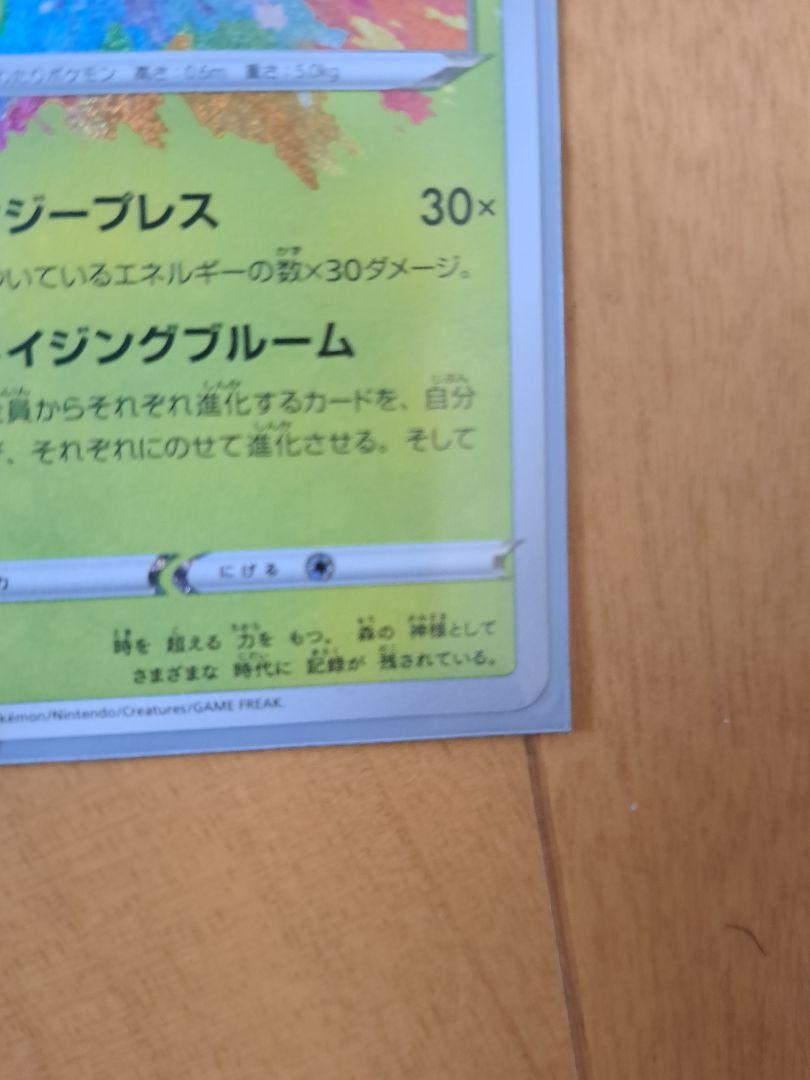 わたりポケモン 高さ：0.6m 重さ：5.0kg
ジープレス 30×
いているエネルギーの数×30ダメージ。
イジングブルーム
員からそれぞれ進化するカードを、自分
、それぞれにのせて進化させる。そして
にげる
時を 超える 力を もつ。 森の 神様として
さまざまな 時代に 記録が 残されている。
kémon/Nintendo/Creatures/GAME FREAK.